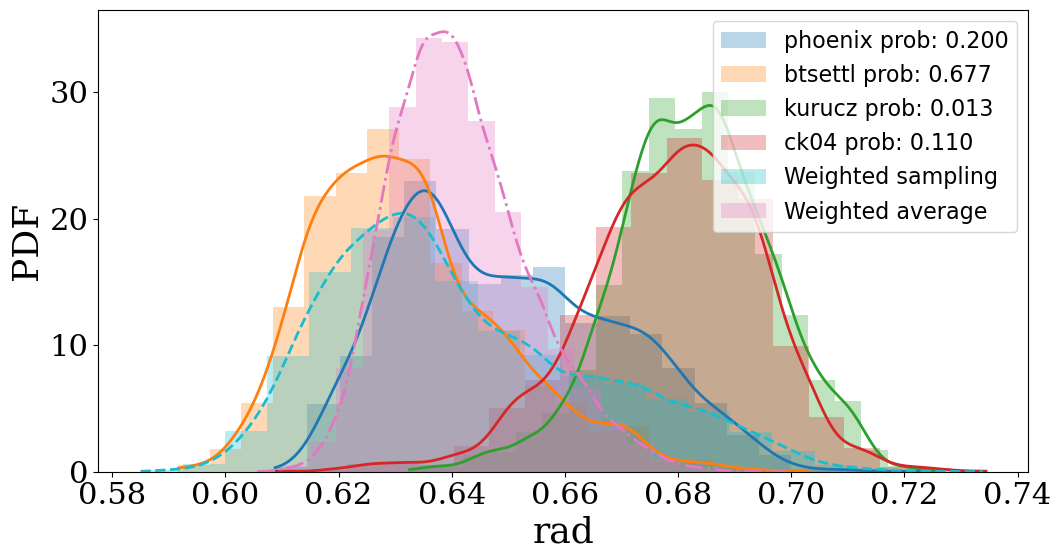 phoenix prob: 0.200
btsettl prob: 0.677
kurucz prob: 0.013
ck04 prob: 0.110
Weighted sampling
Weighted average
PDF
30
20
10
0
0.58 0.60 0.62 0.64 0.66 0.68 0.70 0.72 0.74
rad